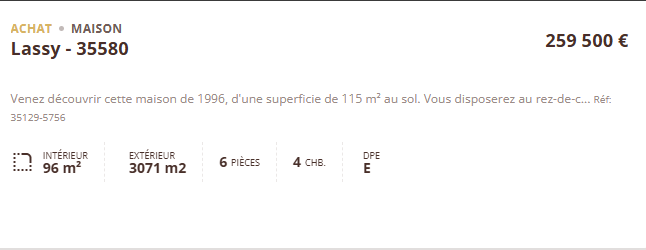 ACHAT • MAISON
Lassy - 35580
259 500 €
Venez découvrir cette maison de 1996, d'une superficie de 115 m² au sol. Vous disposerez au rez-de-c... Réf:
35129-5756
INTÉRIEUR
96 m²
EXTÉRIEUR
3071 m2
6 PIÈCES
4 CHB.
DPE
E